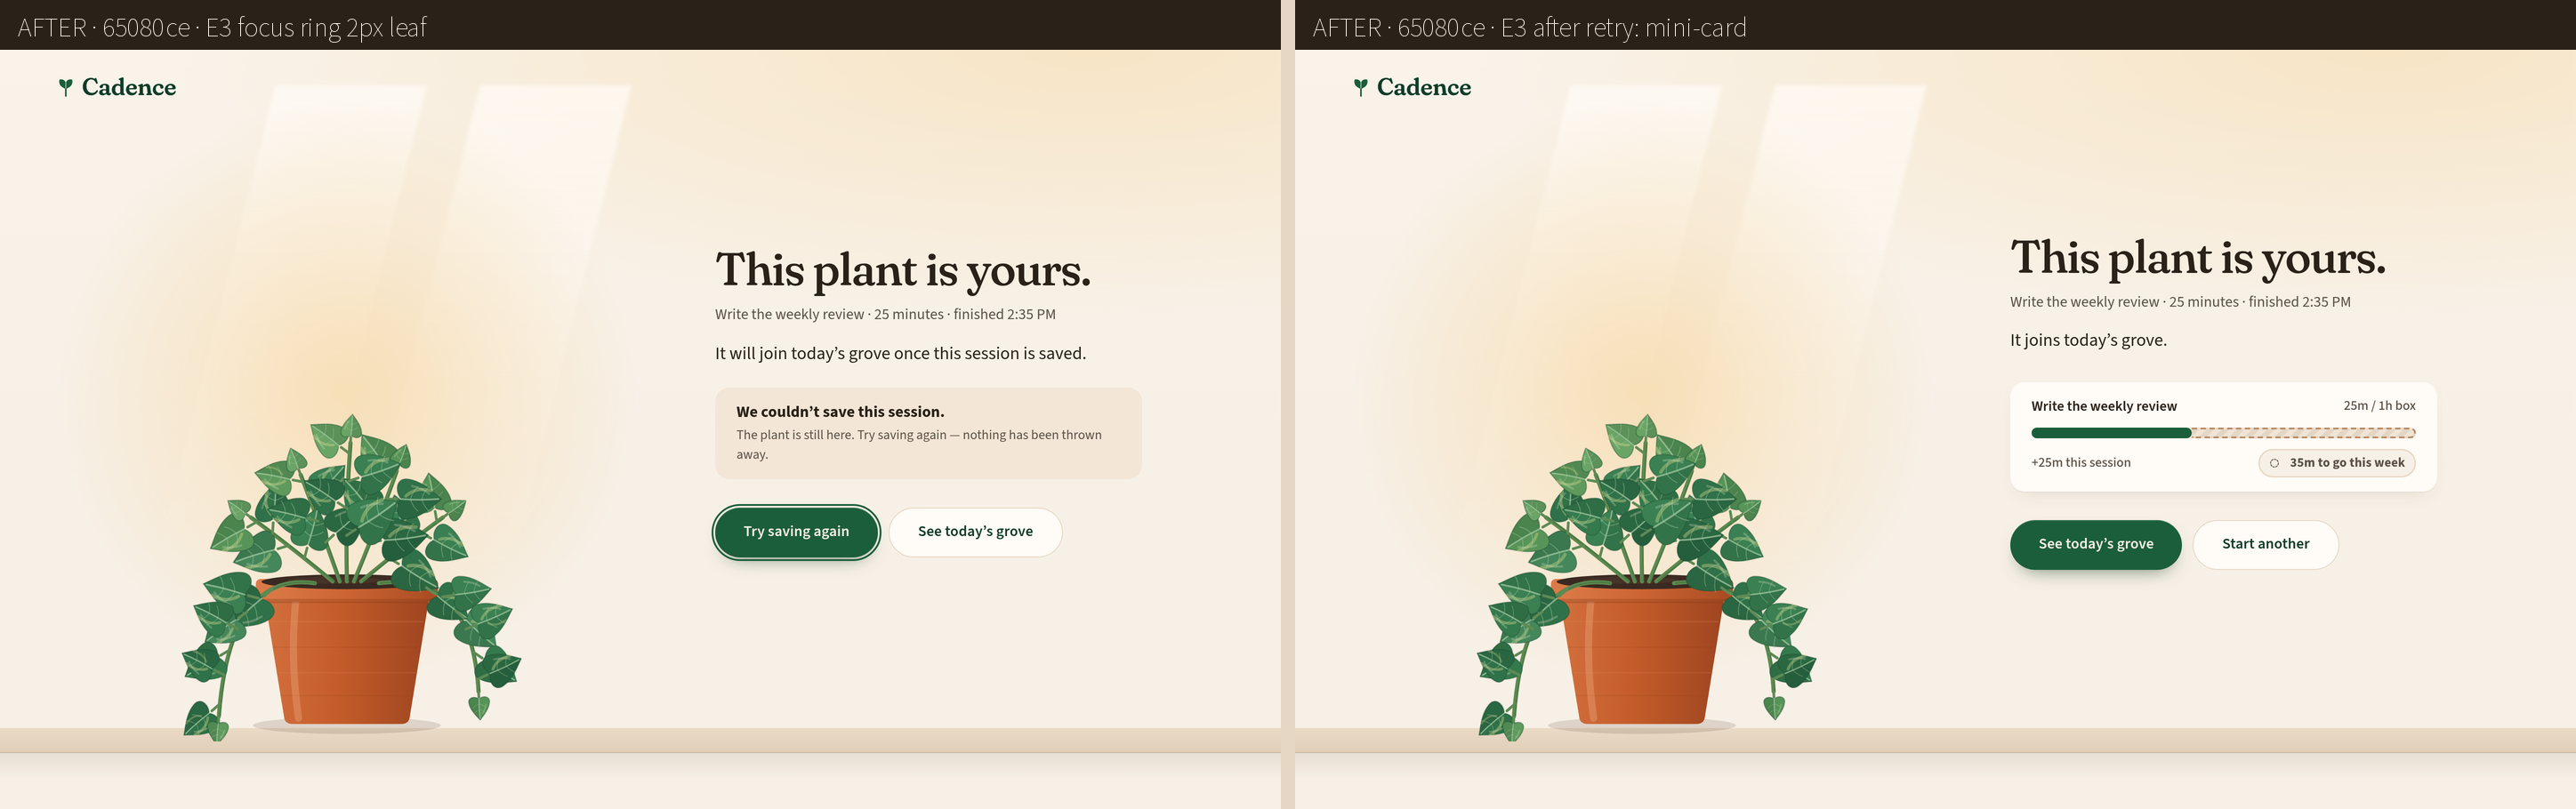 AFTER · 65080ce · E3 focus ring 2px leaf
Cadence
This plant is yours.
Write the weekly review · 25 minutes · finished 2:35 PM
It will join today’s grove once this session is saved.
We couldn’t save this session.
The plant is still here. Try saving again — nothing has been thrown
away.
Try saving again
See today’s grove
AFTER · 65080ce · E3 after retry: mini-card
Cadence
This plant is yours.
Write the weekly review · 25 minutes · finished 2:35 PM
It joins today’s grove.
Write the weekly review
25m / 1h box
+25m this session
35m to go this week
See today’s grove
Start another